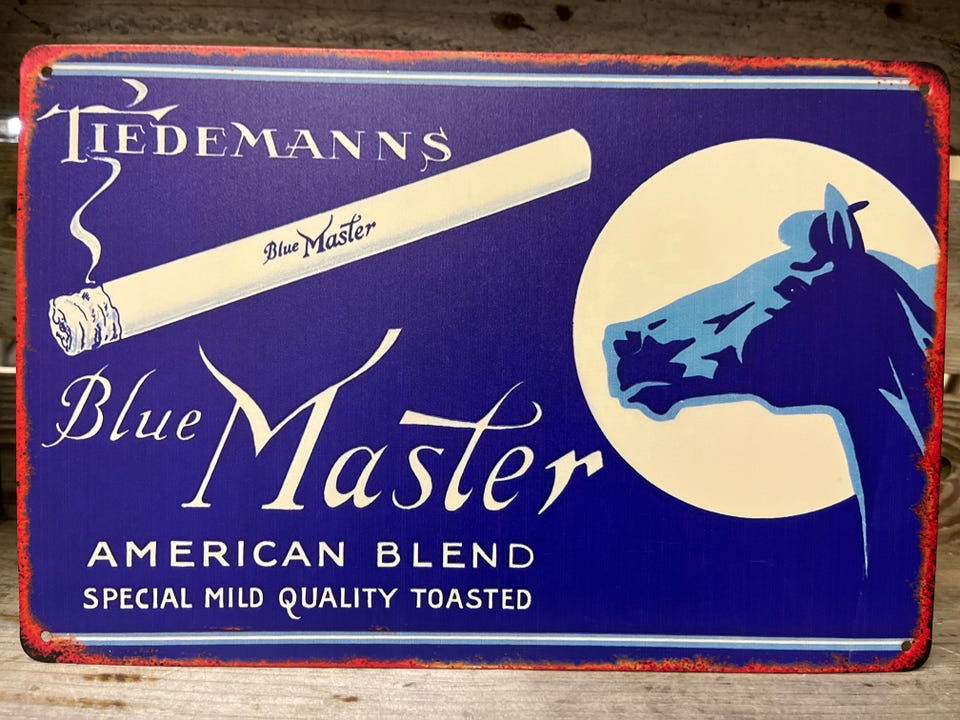 TIEDEMANNS
Blue Master
Blue Master
AMERICAN BLEND
SPECIAL MILD QUALITY TOASTED